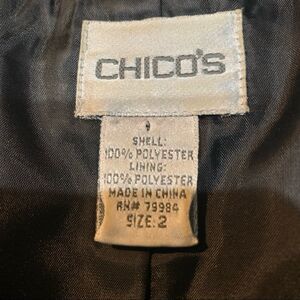 CHICO'S
SHELL:
100% POLYESTER
LINING:
100% POLYESTER
MADE IN CHINA
RN# 79984
SIZE: 2